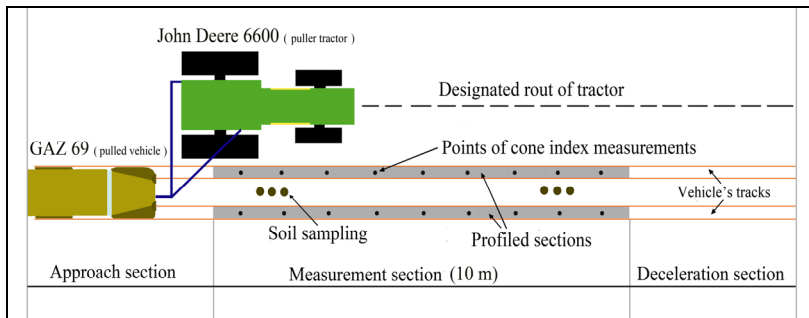 John Deere 6600 ( puller tractor )
Designated rout of tractor
GAZ 69 ( pulled vehicle )
Points of cone index measurements
Vehicle's tracks
Soil sampling
Profiled sections
Approach section
Measurement section (10 m)
Deceleration section